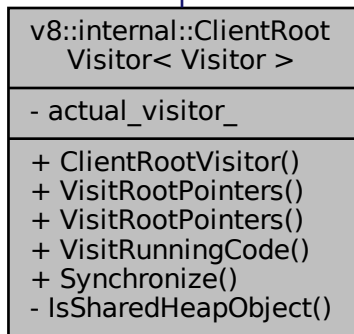 v8::internal::ClientRoot
Visitor< Visitor >
- actual_visitor_
+ ClientRootVisitor()
+ VisitRootPointers()
+ VisitRootPointers()
+ VisitRunningCode()
+ Synchronize()
- IsSharedHeapObject()